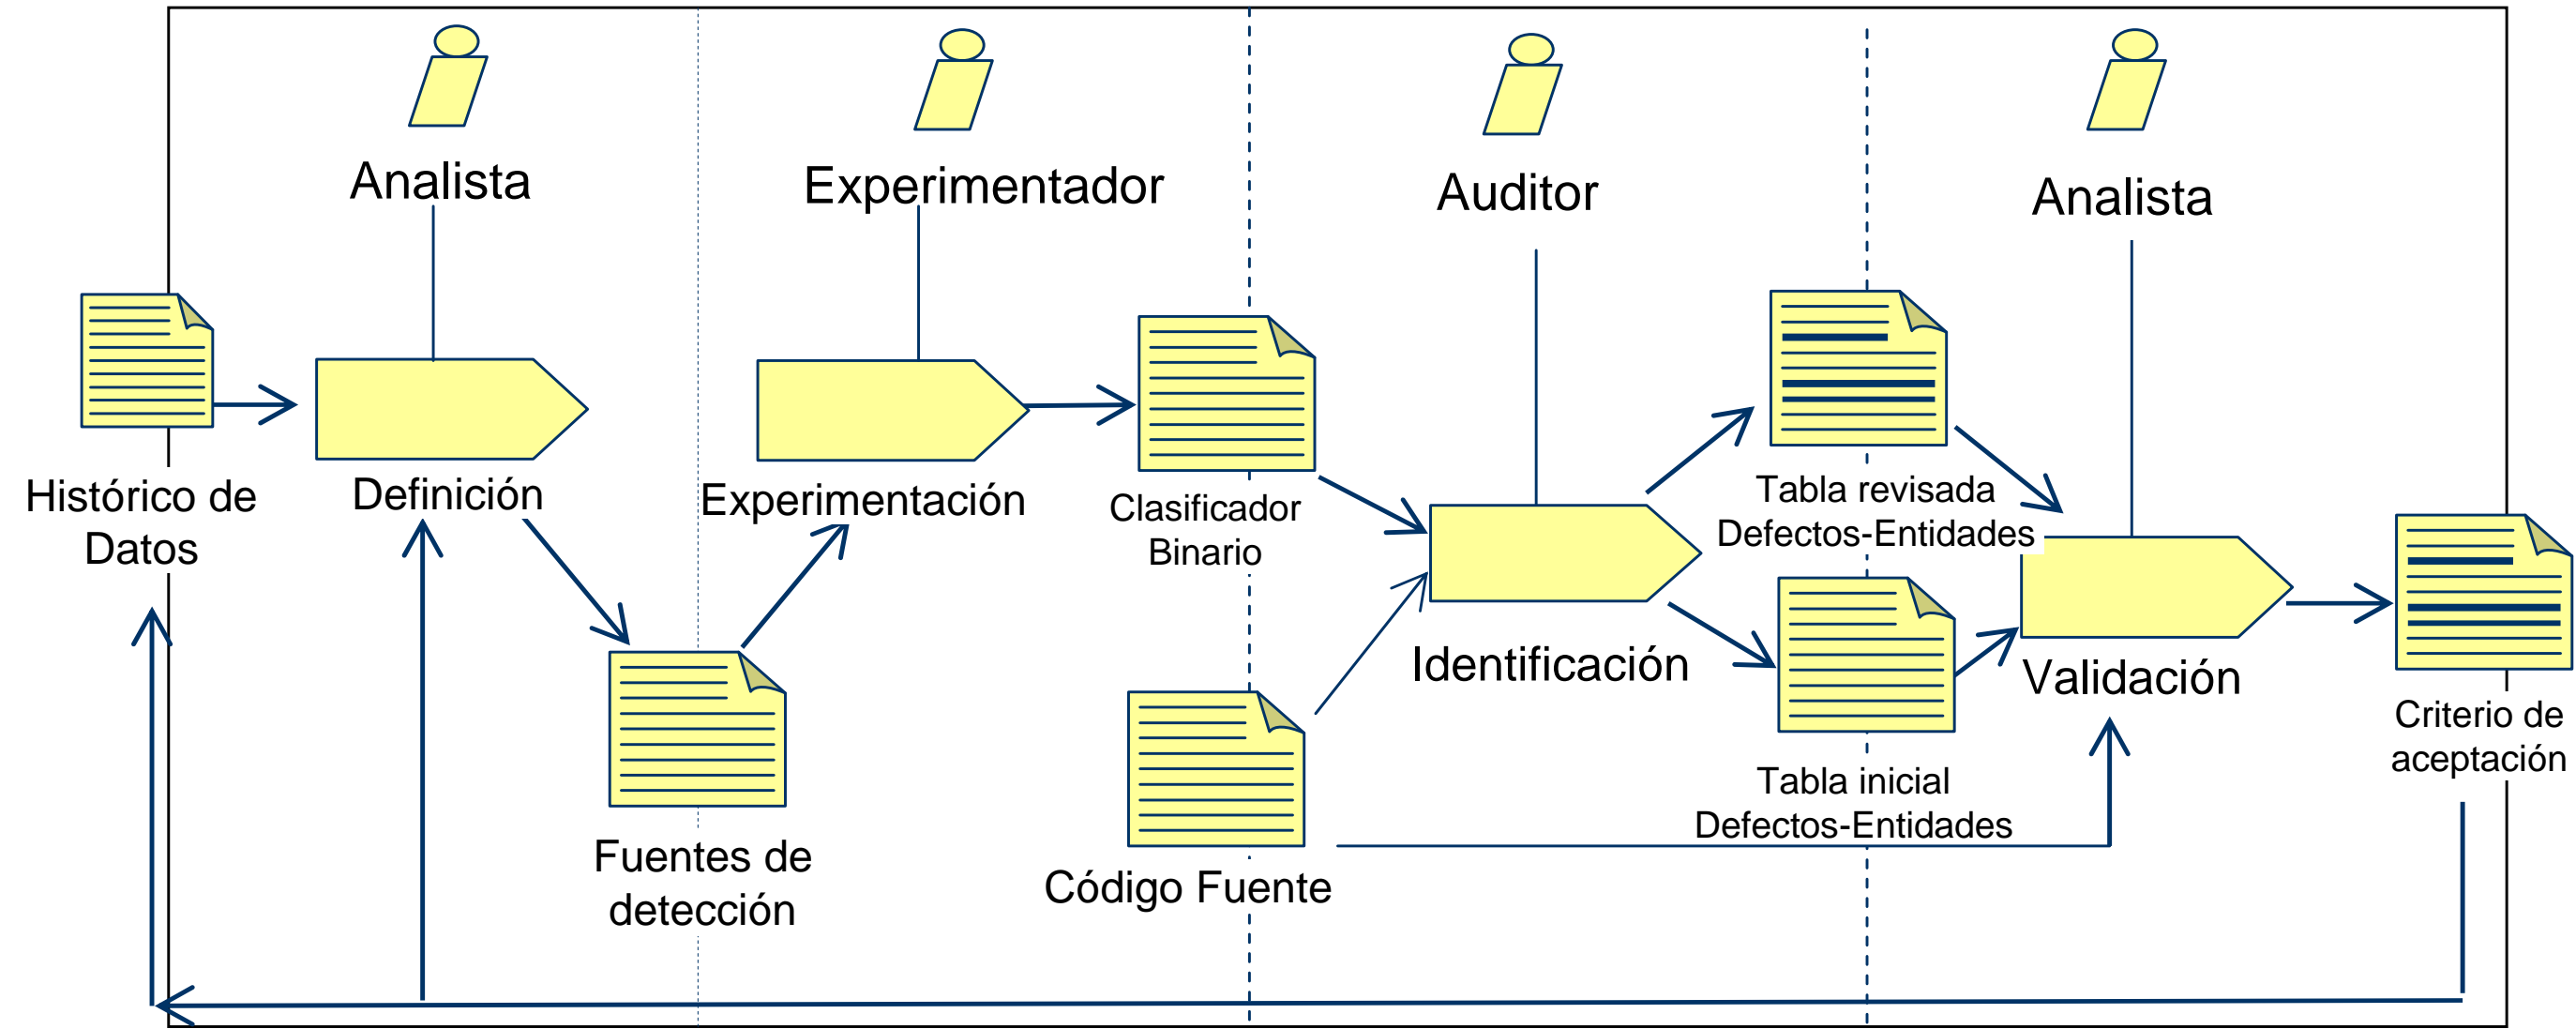 Analista
Experimentador
Auditor
Analista
Histórico de
Datos
Definición
Experimentación
Clasificador
Binario
Tabla revisada
Defectos-Entidades
Identificación
Validación
Criterio de
aceptación
Tabla inicial
Defectos-Entidades
Fuentes de
detección
Código Fuente